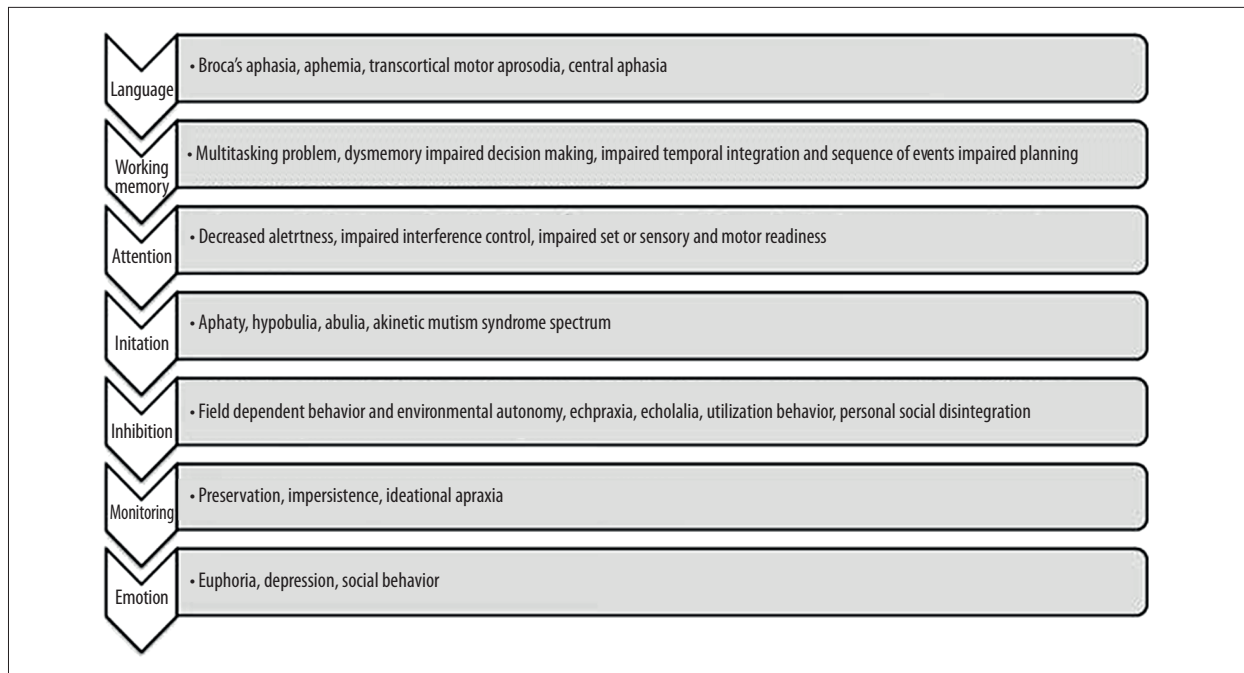 Language
• Broca's aphasia, aphemia, transcortical motor aprosodia, central aphasia
Working
memory
• Multitasking problem, dysmemory impaired decision making, impaired temporal integration and sequence of events impaired planning
Attention
• Decreased aletrtness, impaired interference control, impaired set or sensory and motor readiness
Initation
• Aphaty, hypobulia, abulia, akinetic mutism syndrome spectrum
Inhibition
• Field dependent behavior and environmental autonomy, echpraxia, echolalia, utilization behavior, personal social disintegration
Monitoring
• Preservation, impersistence, ideational apraxia
Emotion
• Euphoria, depression, social behavior